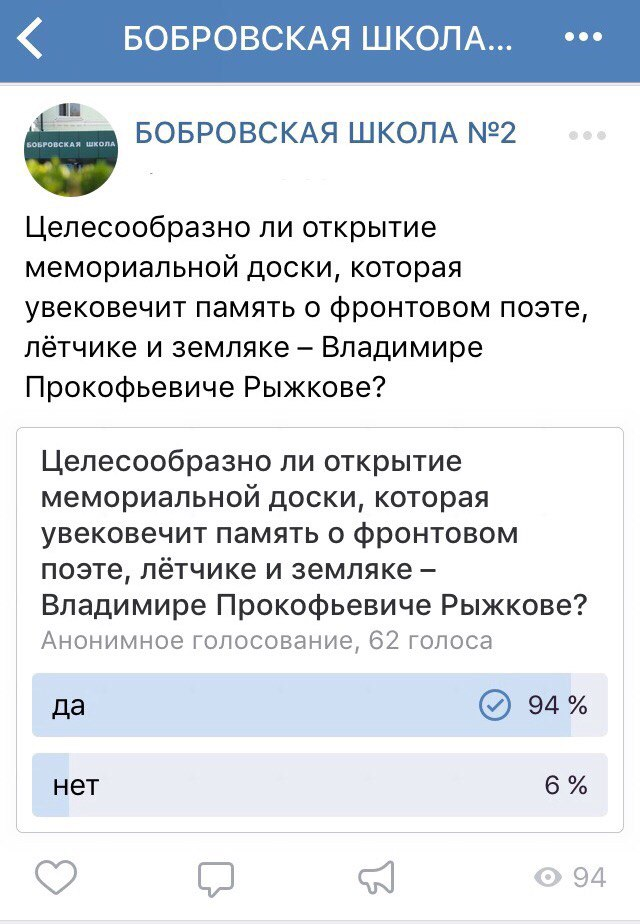 БОБРОВСКАЯ ШКОЛА...
БОБРОВСКАЯ ШКОЛА
БОБРОВСКАЯ ШКОЛА №2
Целесообразно ли открытие
мемориальной доски, которая
увековечит память о фронтовом поэте,
лётчике и земляке – Владимире
Прокофьевиче Рыжкове?
Целесообразно ли открытие
мемориальной доски, которая
увековечит память о фронтовом
поэте, лётчике и земляке –
Владимире Прокофьевиче Рыжкове?
Анонимное голосование, 62 голоса
да 94 %
нет 6 %
94